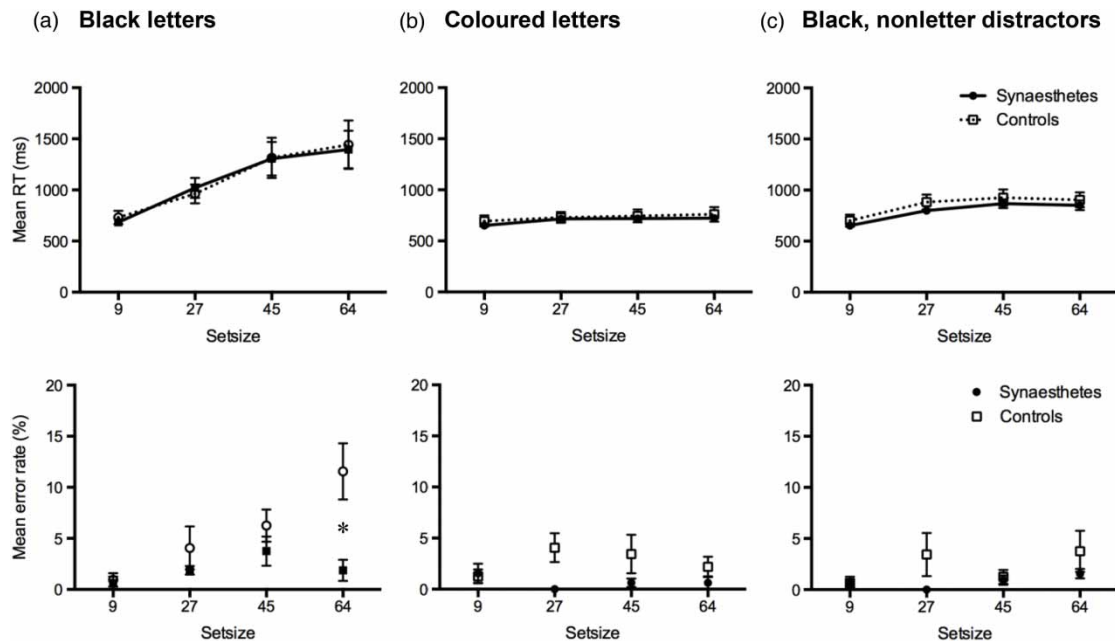 (a) Black letters
(b) Coloured letters
(c) Black, nonletter distractors
Mean RT (ms)
2000
1500
1000
500
0
9 27 45 64
Setsize
2000
1500
1000
500
0
9 27 45 64
Setsize
2000
1500
1000
500
0
9 27 45 64
Setsize
Synaesthetes
Controls
Mean error rate (%)
20
15
10
5
0
*
9 27 45 64
Setsize
20
15
10
5
0
9 27 45 64
Setsize
20
15
10
5
0
9 27 45 64
Setsize
Synaesthetes
Controls